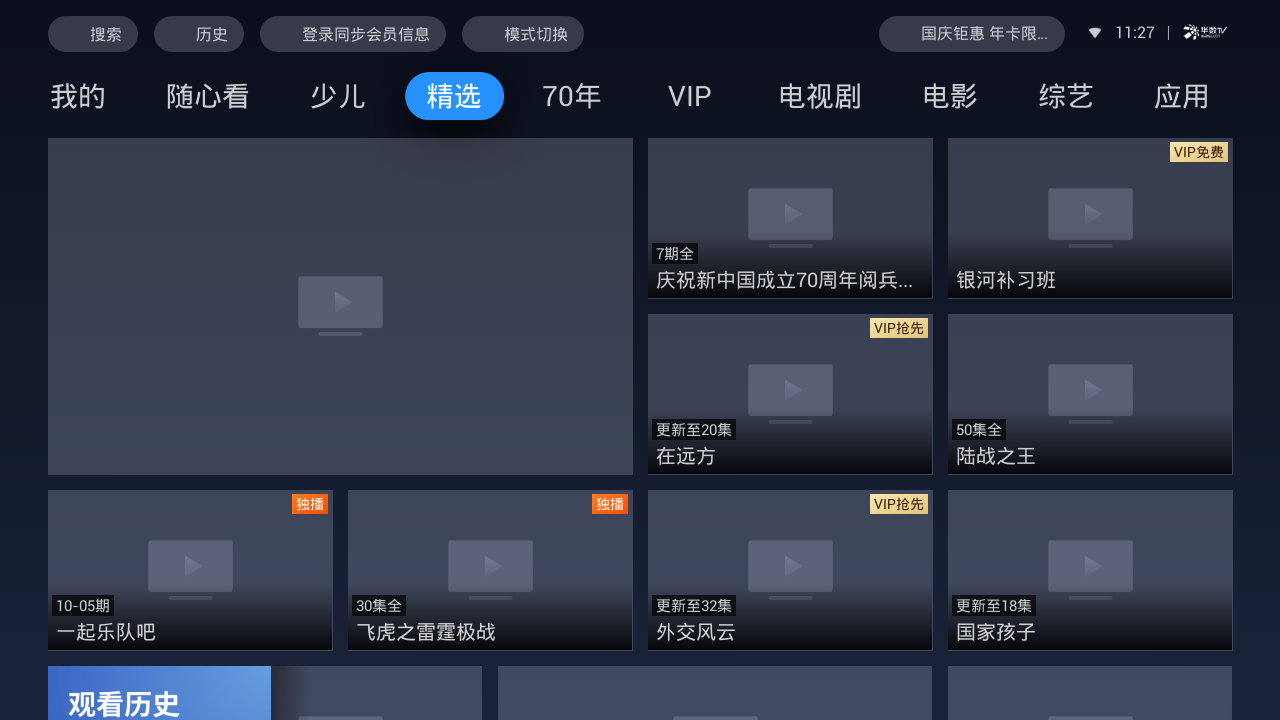 搜索
历史
登录同步会员信息
模式切换
国庆钜惠 年卡限...
11:27
华数TV
我的
随心看
少儿
精选
70年
VIP
电视剧
电影
综艺
应用
7期全
庆祝新中国成立70周年阅兵...
VIP免费
银河补习班
VIP抢先
更新至20集
在远方
50集全
陆战之王
独播
10-05期
一起乐队吧
独播
30集全
飞虎之雷霆极战
VIP抢先
更新至32集
外交风云
更新至18集
国家孩子
观看历史